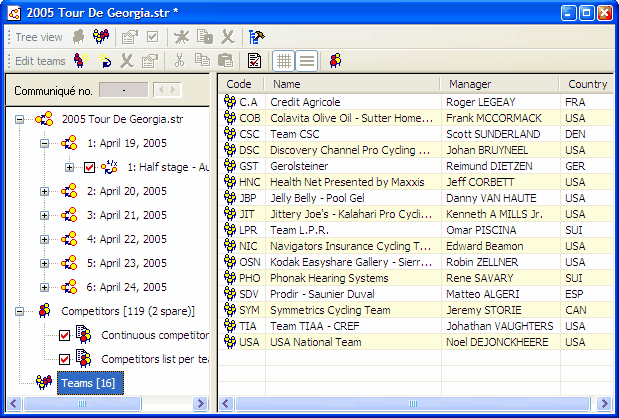 2005 Tour De Georgia.str *
Tree view
Edit teams
Communiqué no. -
2005 Tour De Georgia.str
1: April 19, 2005
1: Half stage - Au
2: April 20, 2005
3: April 21, 2005
4: April 22, 2005
5: April 23, 2005
6: April 24, 2005
Competitors [119 (2 spare)]
Continuous competitor
Competitors list per tea
Teams [16]
Code Name Manager Country
C.A Credit Agricole Roger LEGEAY FRA
COB Colavita Olive Oil - Sutter Home... Frank MCCORMACK USA
CSC Team CSC Scott SUNDERLAND DEN
DSC Discovery Channel Pro Cycling ... Johan BRUYNEEL USA
GST Gerolsteiner Reimund DIETZEN GER
HNC Health Net Presented by Maxxis Jeff CORBETT USA
JBP Jelly Belly - Pool Gel Danny VAN HAUTE USA
JIT Jittery Joe's - Kalahari Pro Cycli... Kenneth A MILLS Jr. USA
LPR Team L.P.R. Omar PISCINA SUI
NIC Navigators Insurance Cycling T... Edward Beamon USA
OSN Kodak Easyshare Gallery - Sierr... Robin ZELLNER USA
PHO Phonak Hearing Systems Rene SAVARY SUI
SDV Prodir - Saunier Duval Matteo ALGERI ESP
SYM Symmetrics Cycling Team Jeremy STORIE CAN
TIA Team TIAA - CREF Johathan VAUGHTERS USA
USA USA National Team Noel DEJONCKHEERE USA